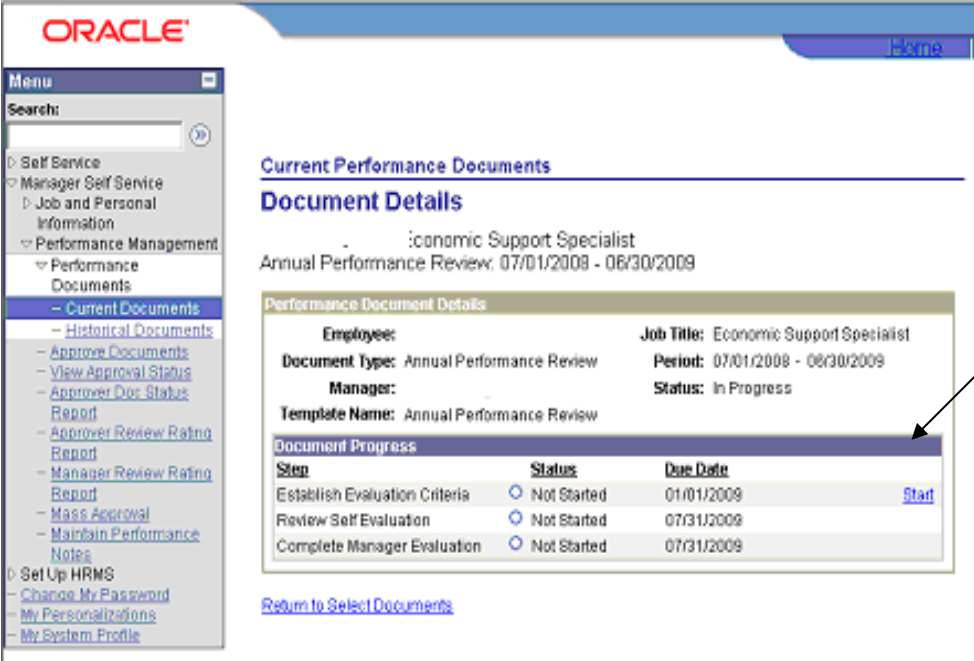 ORACLE
Home
Menu
Search:
Self Service
Manager Self Service
Job and Personal
Information
Performance Management
Performance
Documents
– Current Documents
– Historical Documents
– Approve Documents
– View Approval Status
– Approver Doc Status
Report
– Approver Review Rating
Report
– Manager Review Rating
Report
– Mass Approval
– Maintain Performance
Notes
Set Up HRMS
– Change My Password
– My Personalizations
– My System Profile
Current Performance Documents
Document Details
Economic Support Specialist
Annual Performance Review: 07/01/2008 - 06/30/2009
Performance Document Details
Employee: Job Title: Economic Support Specialist
Document Type: Annual Performance Review Period: 07/01/2008 - 06/30/2009
Manager: Status: In Progress
Template Name: Annual Performance Review
Document Progress
Step Status Due Date
Establish Evaluation Criteria Not Started 01/01/2009 Start
Review Self Evaluation Not Started 07/31/2009
Complete Manager Evaluation Not Started 07/31/2009
Return to Select Documents